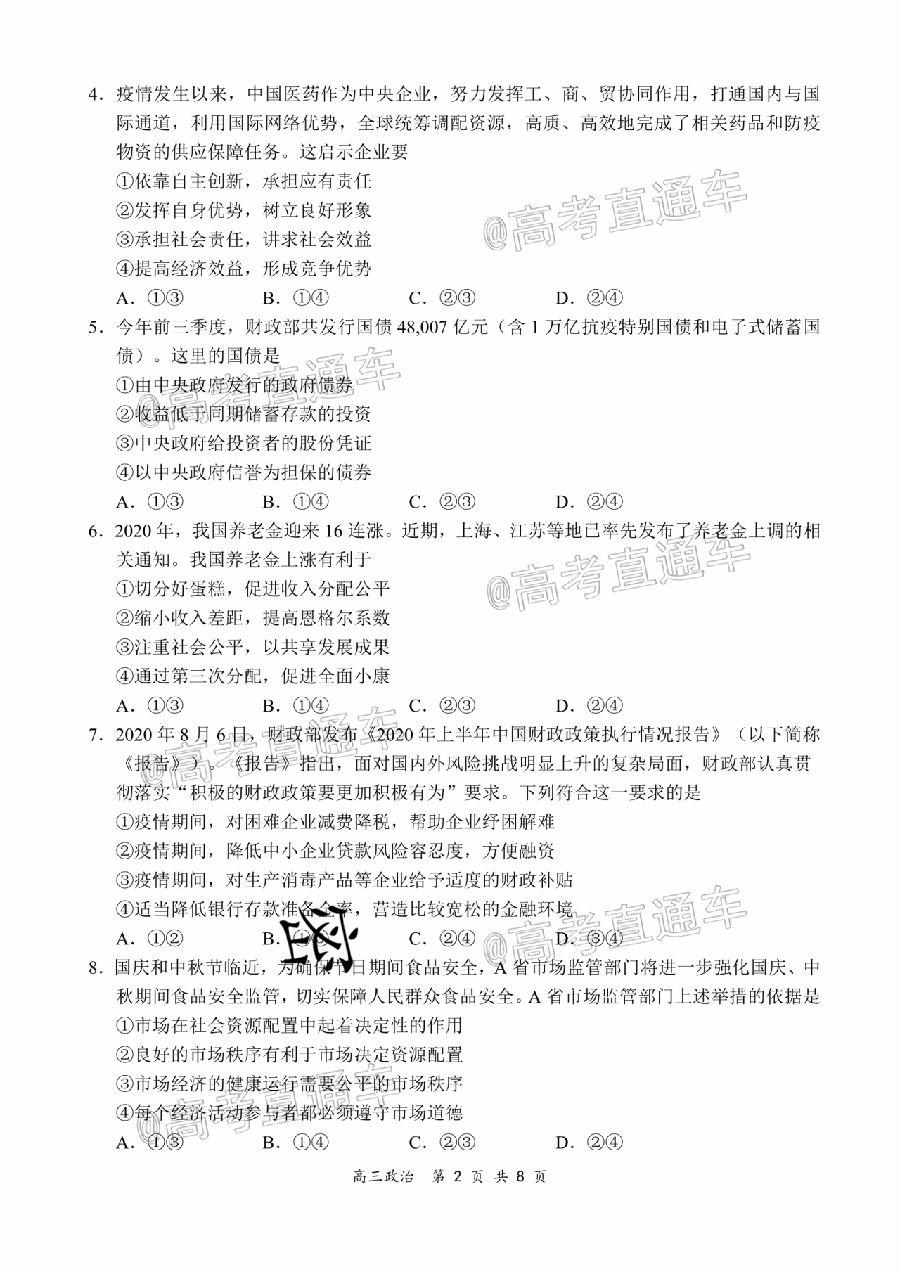 4．疫情发生以来，中国医药作为中央企业，努力发挥工、商、贸协同作用，打通国内与国
际通道，利用国际网络优势，全球统筹调配资源，高质、高效地完成了相关药品和防疫
物资的供应保障任务。这启示企业要
①依靠自主创新，承担应有责任
②发挥自身优势，树立良好形象
③承担社会责任，讲求社会效益
④提高经济效益，形成竞争优势
A．①③ B．①④ C．②③ D．②④
5．今年前三季度，财政部共发行国债 48,007 亿元（含 1 万亿抗疫特别国债和电了式储蓄国
债）。这里的国债是
①由中央政府发行的政府债券
②收益低于同期储蓄存款的投资
③中央政府给投资者的股份凭证
④以中央政府信誉为担保的债券
A．①③ B．①④ C．②③ D．②④
6．2020 年，我国养老金迎来 16 连涨。近期，上海、江苏等地已率先发布了养老金上调的相
关通知。我国养老金上涨有利于
①切分好蛋糕，促进收入分配公平
②缩小收入差距，提高恩格尔系数
③注重社会公平，以共享发展成果
④通过第三次分配，促进全面小康
A．①③ B．①④ C．②③ D．②④
7．2020 年 8 月 6 日，财政部发布《2020 年上半年中国财政政策执行情况报告》（以下简称
《报告》）。《报告》指出，面对国内外风险挑战明显上升的复杂局面，财政部认真贯
彻落实“积极的财政政策要更加积极有为”要求。下列符合这一要求的是
①疫情期间，对困难企业减费降税，帮助企业纾困解难
②疫情期间，降低中小企业贷款风险容忍度，方便融资
③疫情期间，对生产消毒产品等企业给予适度的财政补贴
④适当降低银行存款准备金率，营造比较宽松的金融环境
A．①② B．①③ C．②④ D．③④
密
8．国庆和中秋节临近，为确保节日期间食品安全，A 省市场监管部门将进一步强化国庆、中
秋期间食品安全监管，切实保障人民群众食品安全。A 省市场监管部门上述举措的依据是
①市场在社会资源配置中起着决定性的作用
②良好的市场秩序有利于市场决定资源配置
③市场经济的健康运行需要公平的市场秩序
④每个经济活动参与者都必须遵守市场道德
A．①③ B．①④ C．②③ D．②④
高三政治 第 2 页 共 8 页
@高考直通车
@高考直通车
@高考直通车
@高考直通车
@高考直通车
@高考直通车
@高考直通车